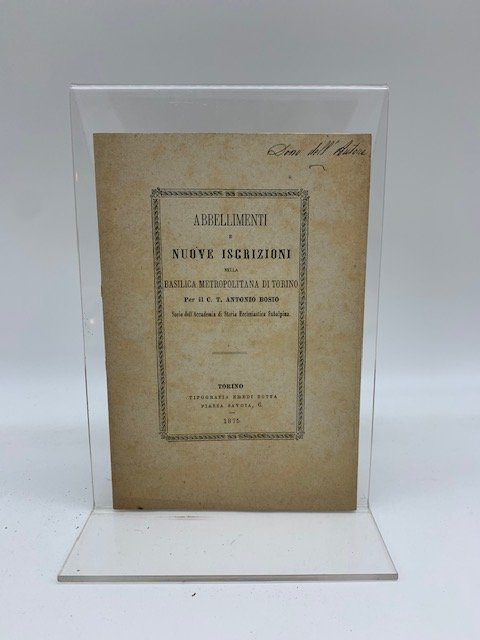 Dono dell' Autore
ABBELLIMENTI
E
NUOVE ISCRIZIONI
NELLA
BASILICA METROPOLITANA DI TORINO
Per il C. T. ANTONIO BOSIO
Socio dell'Accademia di Storia Ecclesiastica Subalpina.
TORINO
TIPOGRAFIA EREDI BOTTA
PIAZZA SAVOIA, 6.
1875